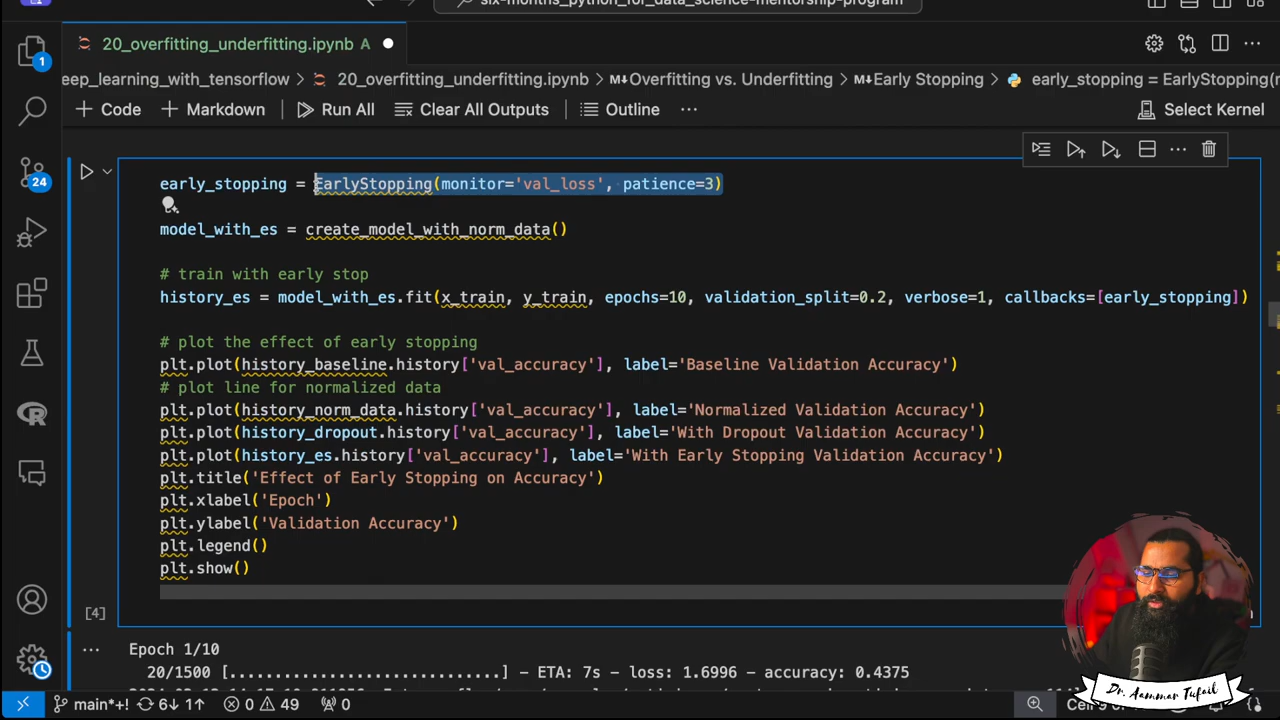 six-months_python_for_data_science-mentorship-program
20_overfitting_underfitting.ipynb A
eep_learning_with_tensorflow > 20_overfitting_underfitting.ipynb > M↓Overfitting vs. Underfitting > M↓Early Stopping > early_stopping = EarlyStopping(
+ Code + Markdown Run All Clear All Outputs Outline ... Select Kernel
1
24
early_stopping = EarlyStopping(monitor='val_loss', patience=3)
model_with_es = create_model_with_norm_data()
# train with early stop
history_es = model_with_es.fit(x_train, y_train, epochs=10, validation_split=0.2, verbose=1, callbacks=[early_stopping])
# plot the effect of early stopping
plt.plot(history_baseline.history['val_accuracy'], label='Baseline Validation Accuracy')
# plot line for normalized data
plt.plot(history_norm_data.history['val_accuracy'], label='Normalized Validation Accuracy')
plt.plot(history_dropout.history['val_accuracy'], label='With Dropout Validation Accuracy')
plt.plot(history_es.history['val_accuracy'], label='With Early Stopping Validation Accuracy')
plt.title('Effect of Early Stopping on Accuracy')
plt.xlabel('Epoch')
plt.ylabel('Validation Accuracy')
plt.legend()
plt.show()
[4]
... Epoch 1/10
20/1500 [..............................] - ETA: 7s - loss: 1.6996 - accuracy: 0.4375
main*+! 6↓ 1↑ 0 49 0
Dr. Aammar Tufail